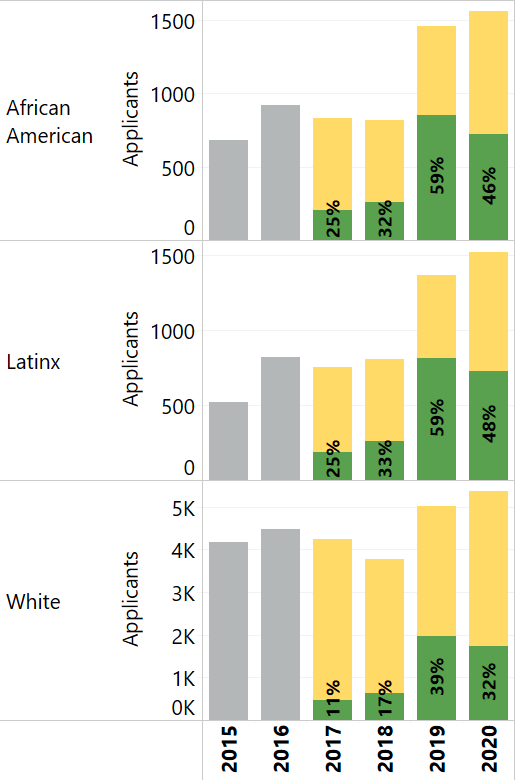 African
American
Applicants
1500
1000
500
0
25%
32%
59%
46%
Latinx
Applicants
1500
1000
500
0
25%
33%
59%
48%
White
Applicants
5K
4K
3K
2K
1K
0K
11%
17%
39%
32%
2015
2016
2017
2018
2019
2020